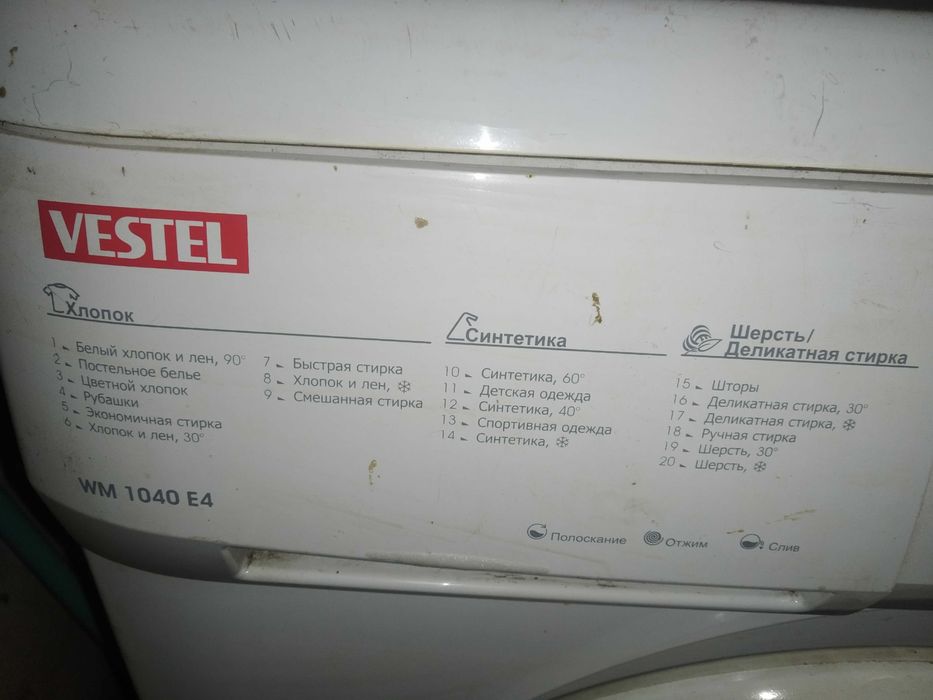 VESTEL
Хлопок
1 Белый хлопок и лен, 90°
2 Постельное белье
3 Цветной хлопок
4 Рубашки
5 Экономичная стирка
6 Хлопок и лен, 30°
7 Быстрая стирка
8 Хлопок и лен, ❄
9 Смешанная стирка
Синтетика
10 Синтетика, 60°
11 Детская одежда
12 Синтетика, 40°
13 Спортивная одежда
14 Синтетика, ❄
Шерсть/
Деликатная стирка
15 Шторы
16 Деликатная стирка, 30°
17 Деликатная стирка, ❄
18 Ручная стирка
19 Шерсть, 30°
20 Шерсть, ❄
WM 1040 E4
Полоскание Отжим Слив